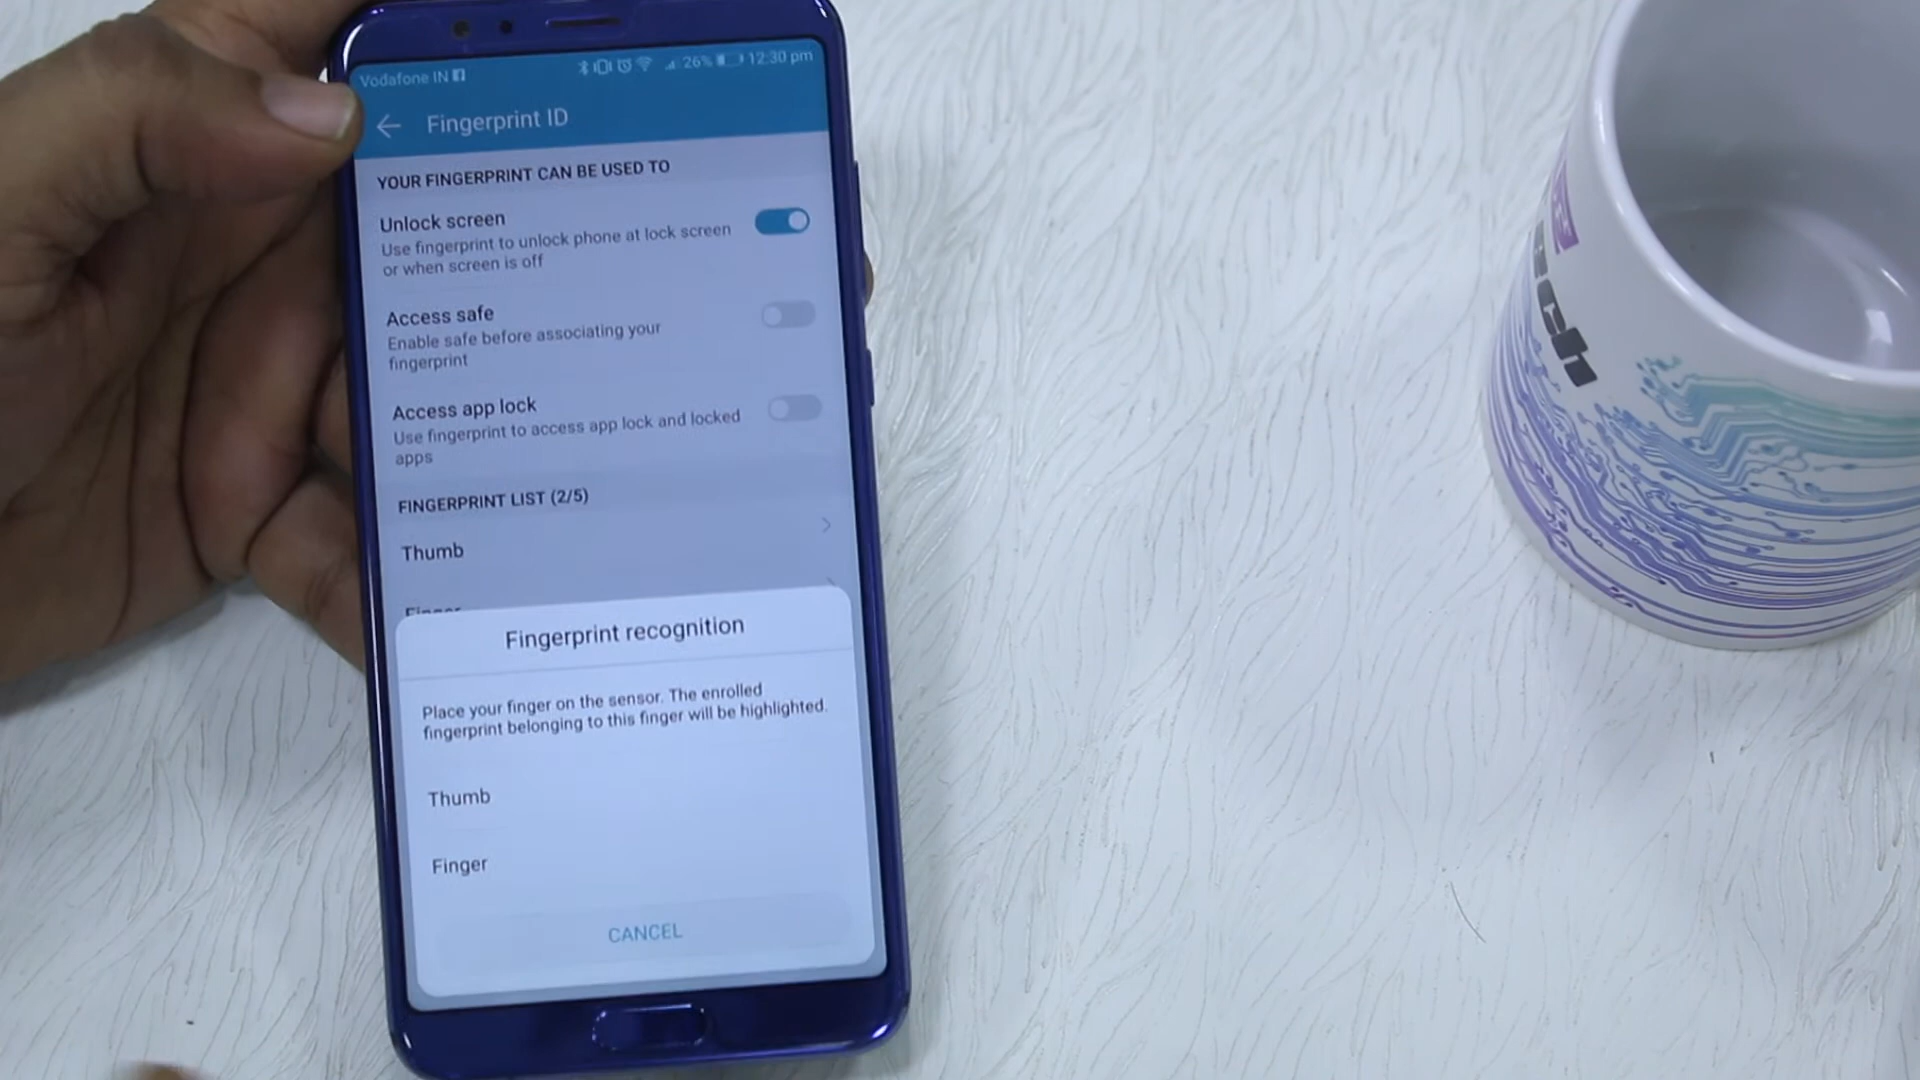 Vodafone IN
26% 12:30 pm
Fingerprint ID
YOUR FINGERPRINT CAN BE USED TO
Unlock screen
Use fingerprint to unlock phone at lock screen
or when screen is off
Access safe
Enable safe before associating your
fingerprint
Access app lock
Use fingerprint to access app lock and locked
apps
FINGERPRINT LIST (2/5)
Thumb
Finger
Fingerprint recognition
Place your finger on the sensor. The enrolled
fingerprint belonging to this finger will be highlighted.
Thumb
Finger
CANCEL